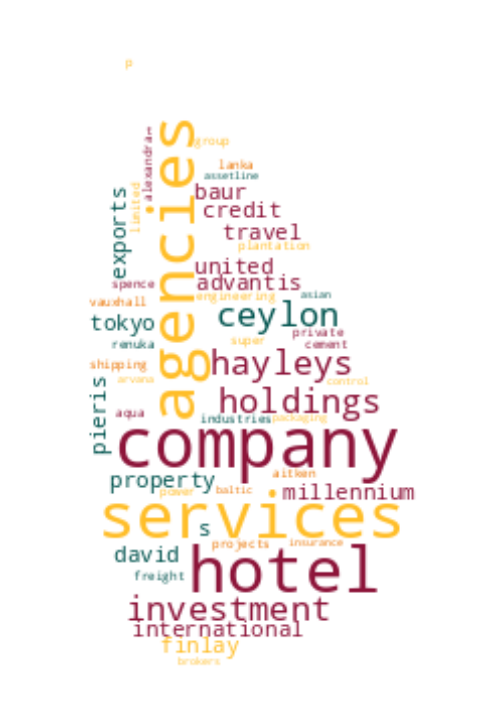 p
agencies
group
alexandra
lanka
assetline
limited
exports
baur
credit
travel
plantation
united
spence
advantis
engineering
asian
vauxhall
ceylon
tokyo
private
renuka
super
cement
shipping
hayleys
arvana
control
pieris
holdings
aqua
industries
packaging
company
aitken
property
power
baltic
millennium
services
s
projects
insurance
david
hotel
freight
investment
international
finlay
brokers